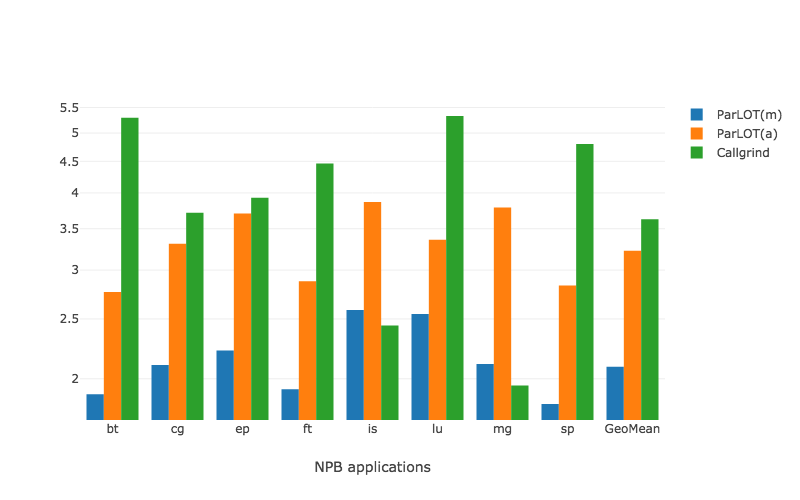 5.5
5
4.5
4
3.5
3
2.5
2
bt cg ep ft is lu mg sp GeoMean
NPB applications
ParLOT(m)
ParLOT(a)
Callgrind